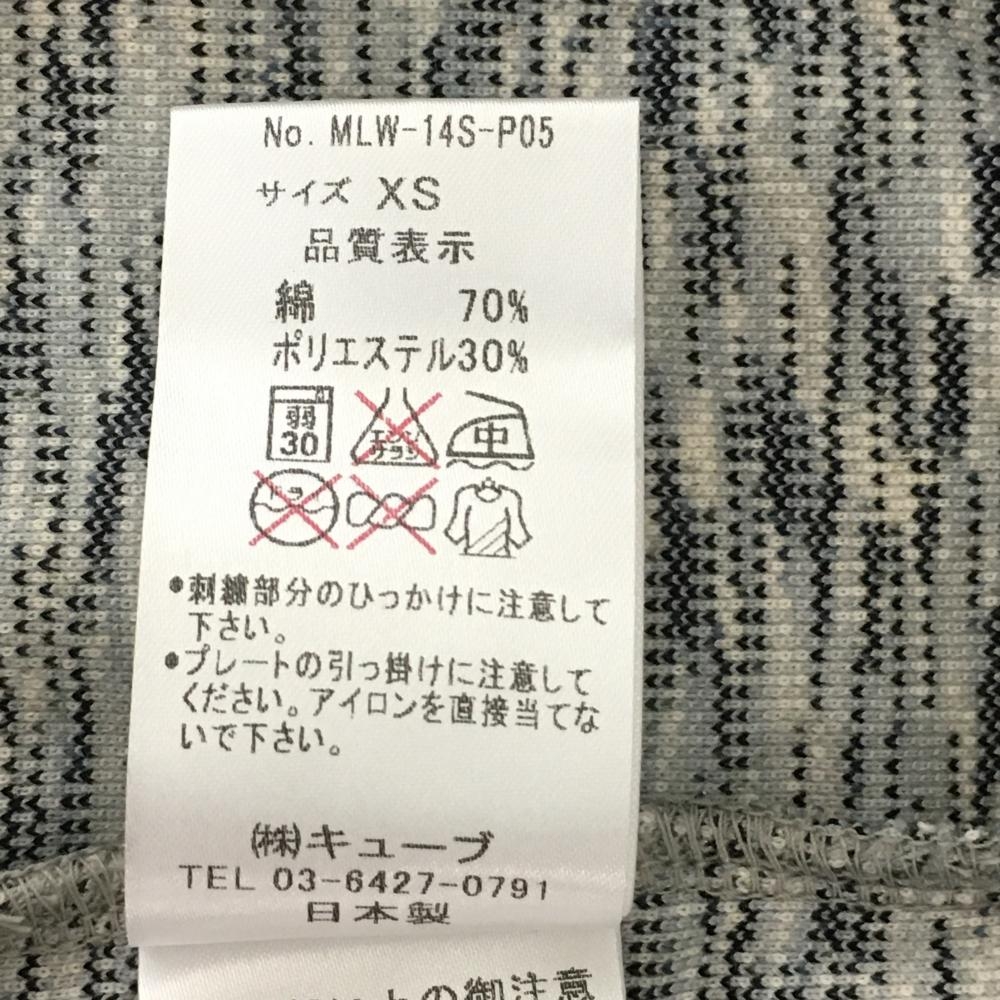 No. MLW-14S-P05
サイズ XS
品質表示
綿 70%
ポリエステル30%
弱
30
エンソ
サラシ
中
ドライ
●刺繍部分のひっかけに注意して
下さい。
●プレートの引っ掛けに注意して
ください。アイロンを直接当てな
いで下さい。
(株)キューブ
TEL 03-6427-0791
日本製
の御注意